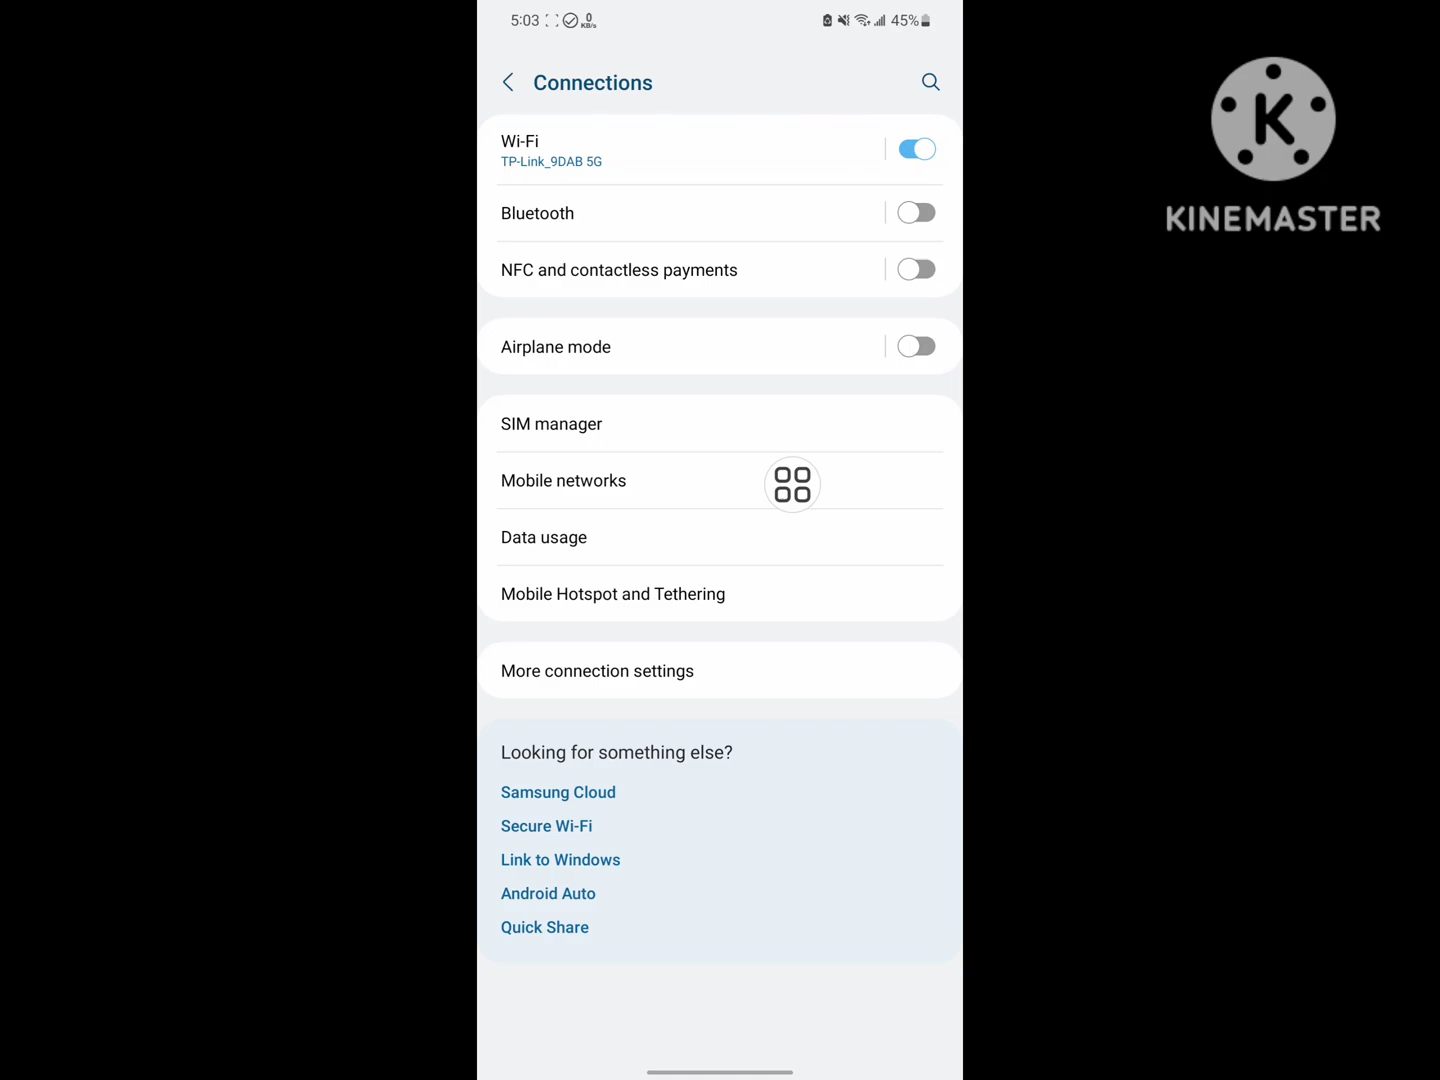 5:03 0 KB/s 45%
Connections
Wi-Fi
TP-Link_9DAB 5G
Bluetooth
NFC and contactless payments
Airplane mode
SIM manager
Mobile networks
Data usage
Mobile Hotspot and Tethering
More connection settings
Looking for something else?
Samsung Cloud
Secure Wi-Fi
Link to Windows
Android Auto
Quick Share
K
KINEMASTER